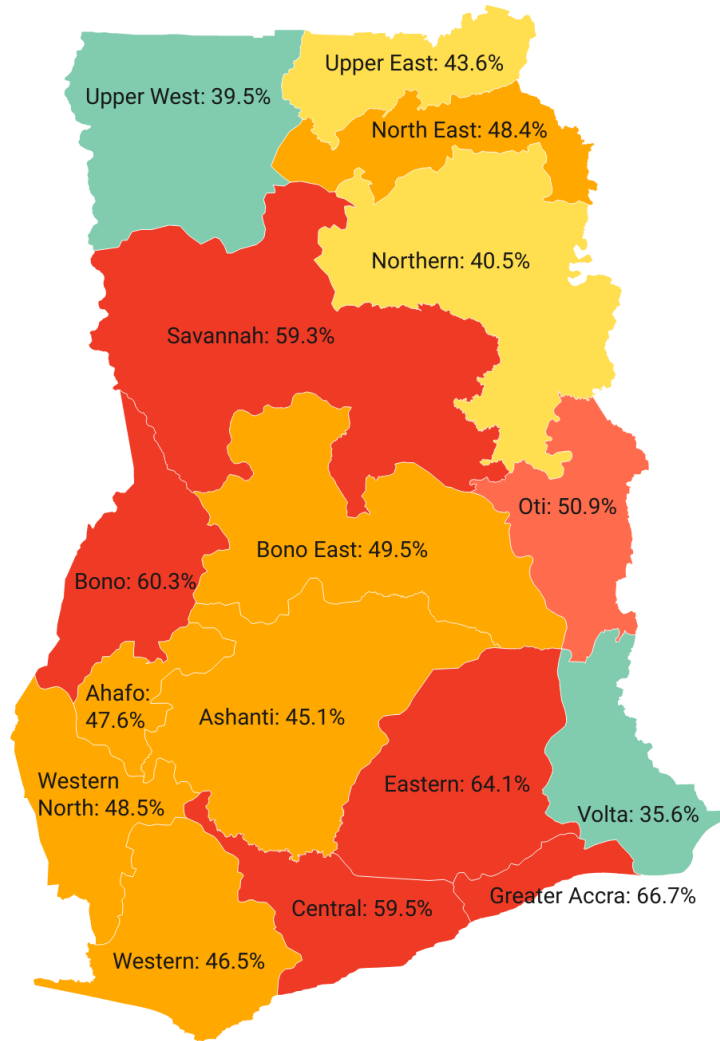 Upper East: 43.6%
Upper West: 39.5%
North East: 48.4%
Northern: 40.5%
Savannah: 59.3%
Oti: 50.9%
Bono East: 49.5%
Bono: 60.3%
Ahafo:
47.6%
Ashanti: 45.1%
Western
North: 48.5%
Eastern: 64.1%
Volta: 35.6%
Greater Accra: 66.7%
Central: 59.5%
Western: 46.5%